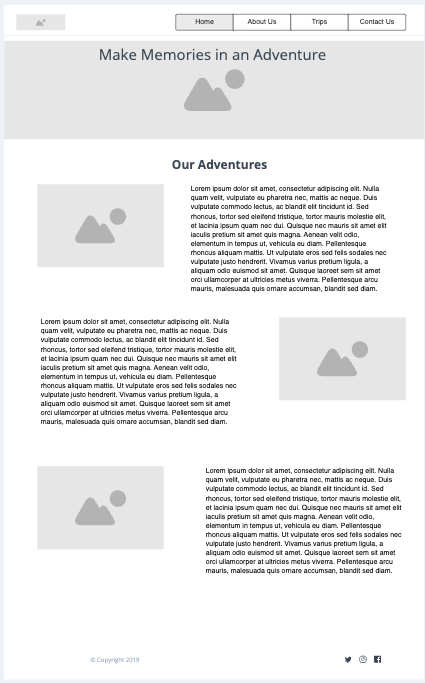 Home About Us Trips Contact Us
Make Memories in an Adventure
Our Adventures
Lorem ipsum dolor sit amet, consectetur adipiscing elit. Nulla
quam velit, vulputate eu pharetra nec, mattis ac neque. Duis
vulputate commodo lectus, ac blandit elit tincidunt id. Sed
rhoncus, tortor sed eleifend tristique, tortor mauris molestie elit,
et lacinia ipsum quam nec dui. Quisque nec mauris sit amet elit
iaculis pretium sit amet quis magna. Aenean velit odio,
elementum in tempus ut, vehicula eu diam. Pellentesque
rhoncus aliquam mattis. Ut vulputate eros sed felis sodales nec
vulputate justo hendrerit. Vivamus varius pretium ligula, a
aliquam odio euismod sit amet. Quisque laoreet sem sit amet
orci ullamcorper at ultricies metus viverra. Pellentesque arcu
mauris, malesuada quis ornare accumsan, blandit sed diam.
Lorem ipsum dolor sit amet, consectetur adipiscing elit. Nulla
quam velit, vulputate eu pharetra nec, mattis ac neque. Duis
vulputate commodo lectus, ac blandit elit tincidunt id. Sed
rhoncus, tortor sed eleifend tristique, tortor mauris molestie elit,
et lacinia ipsum quam nec dui. Quisque nec mauris sit amet elit
iaculis pretium sit amet quis magna. Aenean velit odio,
elementum in tempus ut, vehicula eu diam. Pellentesque
rhoncus aliquam mattis. Ut vulputate eros sed felis sodales nec
vulputate justo hendrerit. Vivamus varius pretium ligula, a
aliquam odio euismod sit amet. Quisque laoreet sem sit amet
orci ullamcorper at ultricies metus viverra. Pellentesque arcu
mauris, malesuada quis ornare accumsan, blandit sed diam.
Lorem ipsum dolor sit amet, consectetur adipiscing elit. Nulla
quam velit, vulputate eu pharetra nec, mattis ac neque. Duis
vulputate commodo lectus, ac blandit elit tincidunt id. Sed
rhoncus, tortor sed eleifend tristique, tortor mauris molestie elit,
et lacinia ipsum quam nec dui. Quisque nec mauris sit amet elit
iaculis pretium sit amet quis magna. Aenean velit odio,
elementum in tempus ut, vehicula eu diam. Pellentesque
rhoncus aliquam mattis. Ut vulputate eros sed felis sodales nec
vulputate justo hendrerit. Vivamus varius pretium ligula, a
aliquam odio euismod sit amet. Quisque laoreet sem sit amet
orci ullamcorper at ultricies metus viverra. Pellentesque arcu
mauris, malesuada quis ornare accumsan, blandit sed diam.
© Copyright 2019